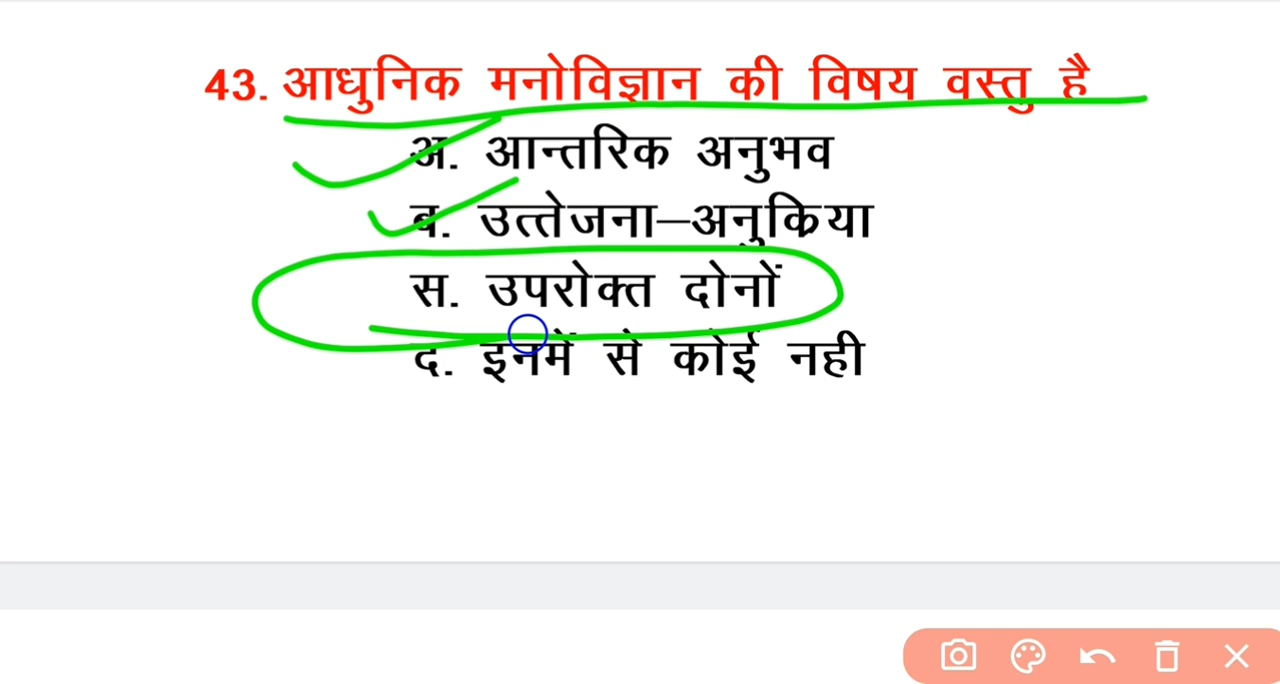 43. आधुनिक मनोविज्ञान की विषय वस्तु है
अ. आन्तरिक अनुभव
ब. उत्तेजना–अनुकिया
स. उपरोक्त दोनों
द. इनमें से कोई नही